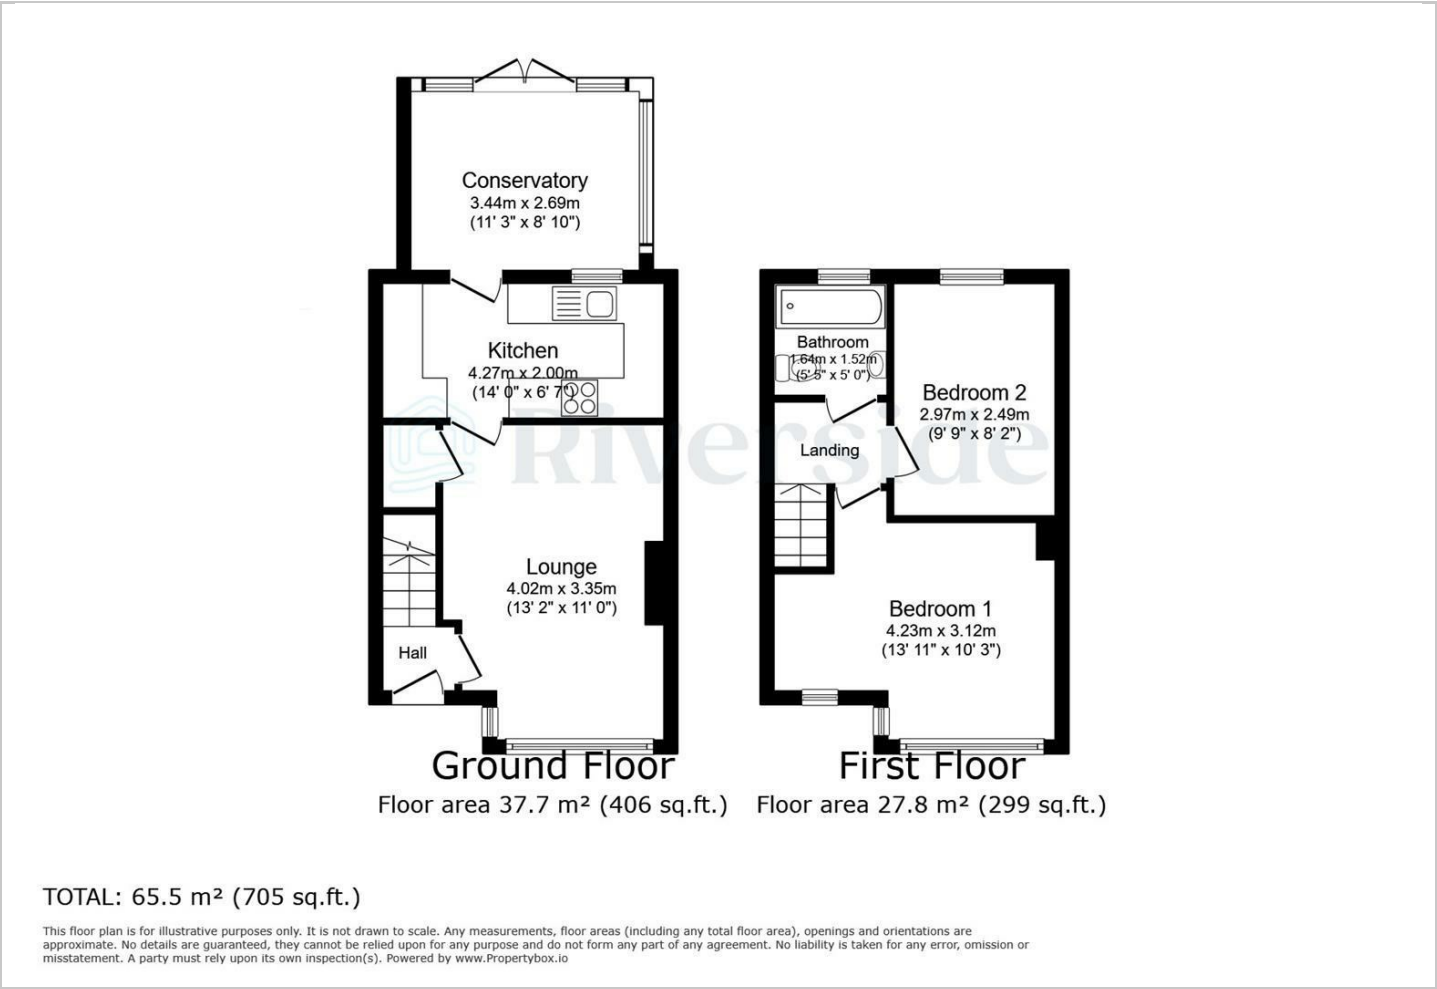 Conservatory
3.44m x 2.69m
(11' 3" x 8' 10")
Kitchen
4.27m x 2.00m
(14' 0" x 6' 7")
Bathroom
1.64m x 1.52m
(5' 5" x 5' 0")
Bedroom 2
2.97m x 2.49m
(9' 9" x 8' 2")
Riverside
Landing
Lounge
4.02m x 3.35m
(13' 2" x 11' 0")
Hall
Bedroom 1
4.23m x 3.12m
(13' 11" x 10' 3")
Ground Floor
Floor area 37.7 m² (406 sq.ft.)
First Floor
Floor area 27.8 m² (299 sq.ft.)
TOTAL: 65.5 m² (705 sq.ft.)
This floor plan is for illustrative purposes only. It is not drawn to scale. Any measurements, floor areas (including any total floor area), openings and orientations are
approximate. No details are guaranteed, they cannot be relied upon for any purpose and do not form any part of any agreement. No liability is taken for any error, omission or
misstatement. A party must rely upon its own inspection(s). Powered by www.Propertybox.io